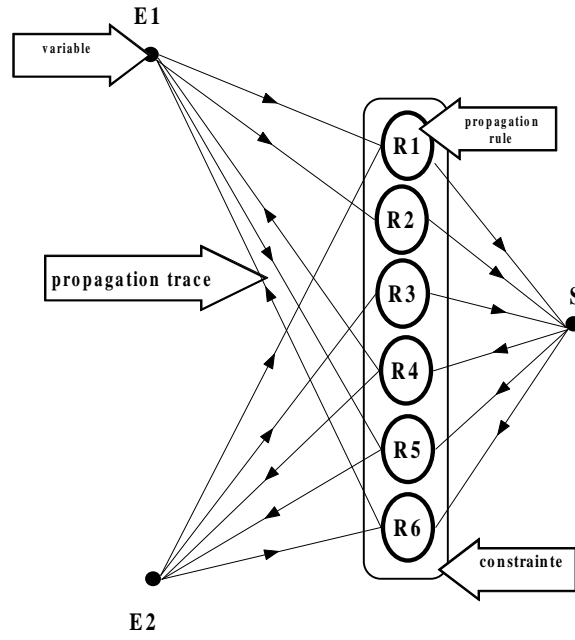 E1
variable
propagation
rule
R1
R2
R3
propagation trace
S
R4
R5
R6
constrainte
E2